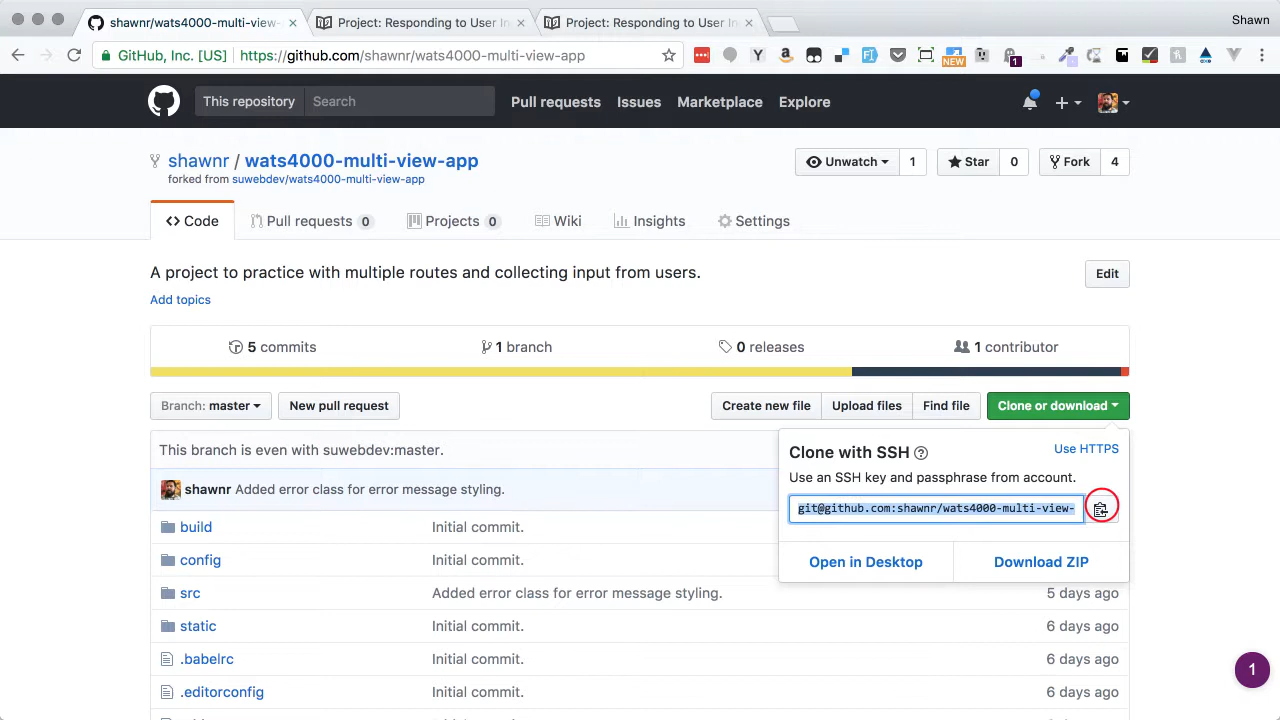 shawnr/wats4000-multi-view-
Project: Responding to User In
Project: Responding to User In
Shawn
GitHub, Inc. [US]
https://github.com/shawnr/wats4000-multi-view-app
NEW
1
This repository
Search
Pull requests
Issues
Marketplace
Explore
shawnr / wats4000-multi-view-app
forked from suwebdev/wats4000-multi-view-app
Unwatch 1
Star 0
Fork 4
Code
Pull requests 0
Projects 0
Wiki
Insights
Settings
A project to practice with multiple routes and collecting input from users.
Edit
Add topics
5 commits
1 branch
0 releases
1 contributor
Branch: master
New pull request
Create new file
Upload files
Find file
Clone or download
This branch is even with suwebdev:master.
Clone with SSH
Use HTTPS
Use an SSH key and passphrase from account.
git@github.com:shawnr/wats4000-multi-view-
Open in Desktop
Download ZIP
shawnr Added error class for error message styling.
build Initial commit.
config Initial commit.
src Added error class for error message styling. 5 days ago
static Initial commit. 6 days ago
.babelrc Initial commit. 6 days ago
.editorconfig Initial commit. 6 days ago
1